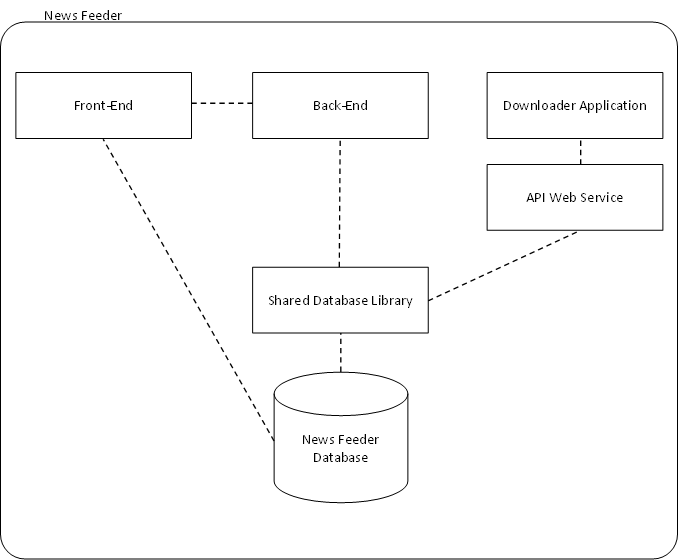 News Feeder
Front-End
Back-End
Downloader Application
API Web Service
Shared Database Library
News Feeder
Database